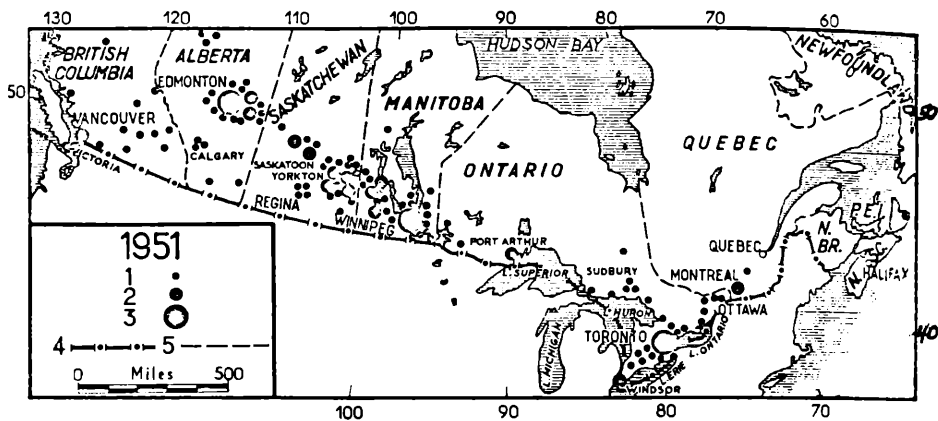 130 120 110 100 90 80 70 60
BRITISH
COLUMBIA
ALBERTA
SASKATCHEWAN
HUDSON BAY
NEWFOUNDLAND
EDMONTON
50
MANITOBA
50
VANCOUVER
QUEBEC
CALGARY
SASKATOON
YORKTON
ONTARIO
VICTORIA
REGINA
P.E.I.
WINNIPEG
N.
BR.
PORT ARTHUR
QUEBEC
N.S.
HALIFAX
L. SUPERIOR
SUDBURY
MONTREAL
OTTAWA
L. HURON
TORONTO
L. ONTARIO
40
L. MICHIGAN
L. ERIE
WINDSOR
1951
1
2
3
4 5
0 Miles 500
100 90 80 70